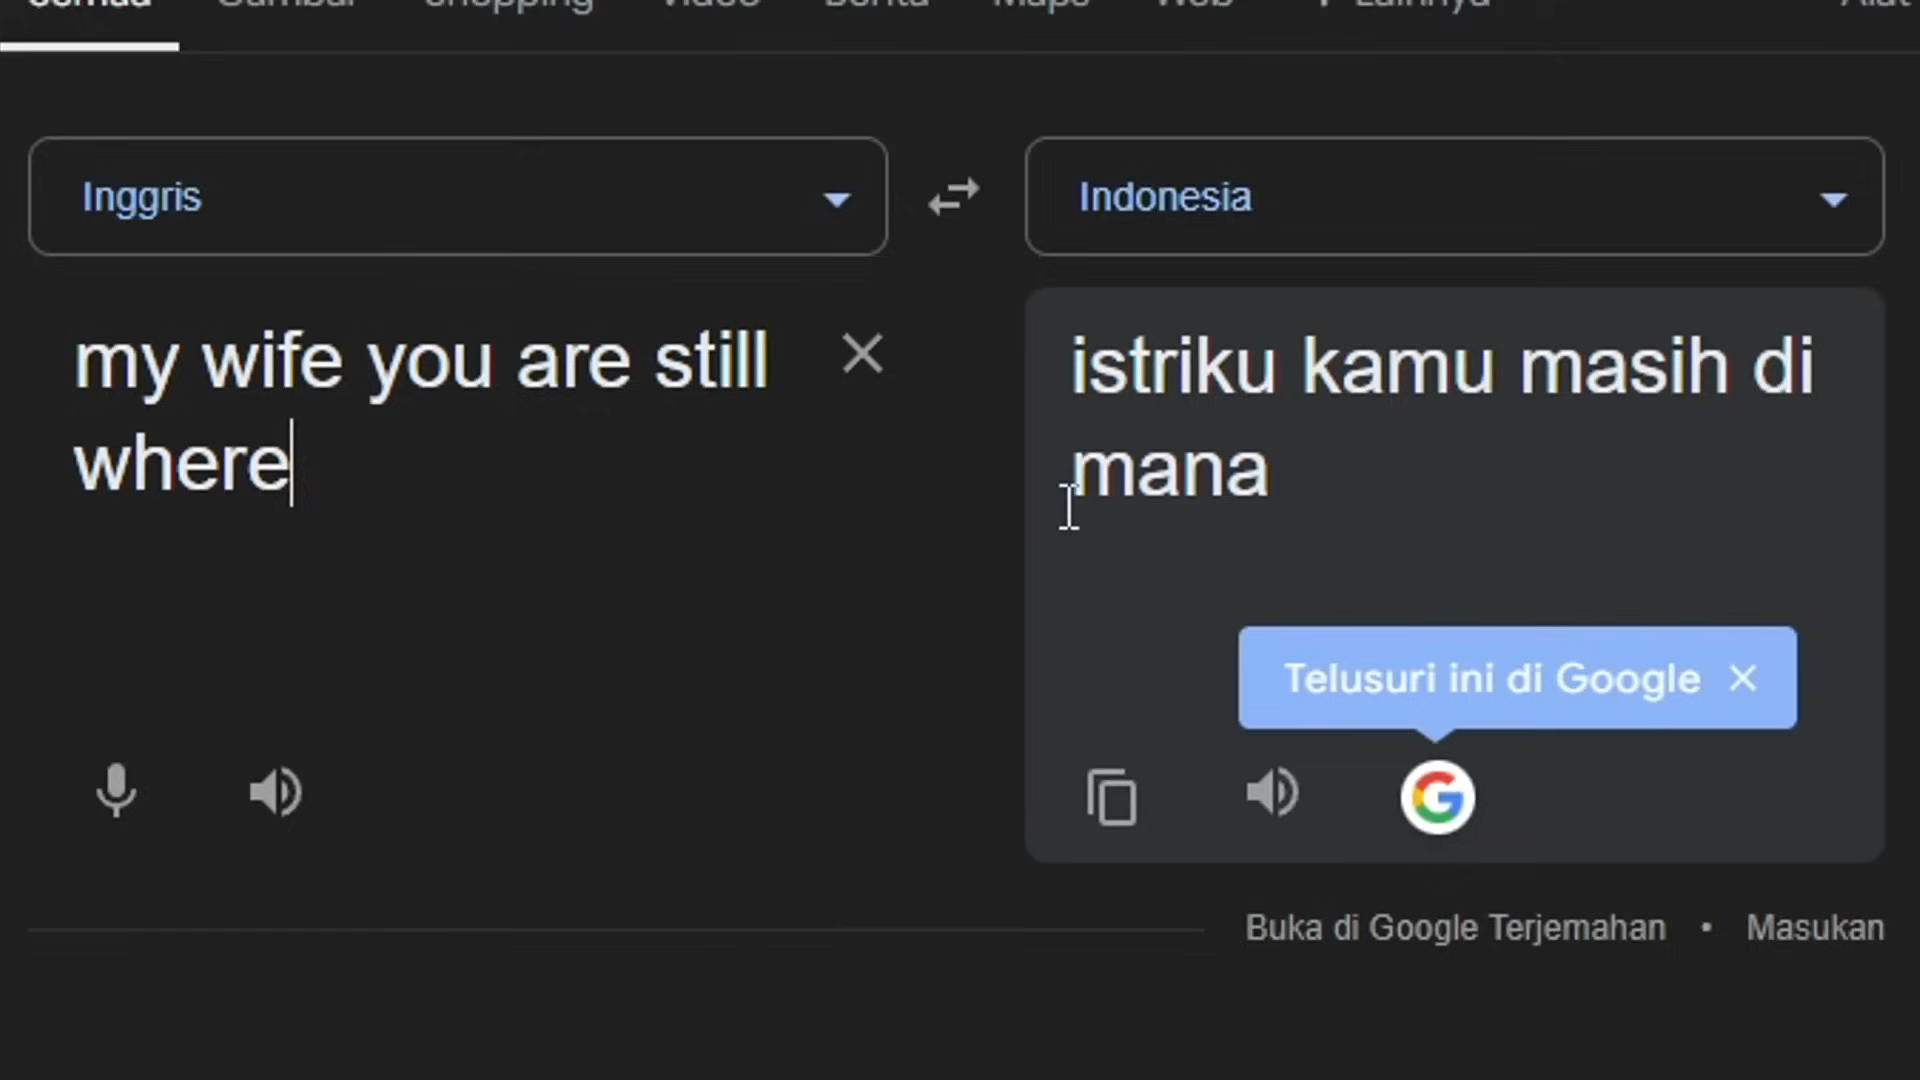 Inggris
Indonesia
my wife you are still
where
istriku kamu masih di
mana
Telusuri ini di Google
Buka di Google Terjemahan • Masukan